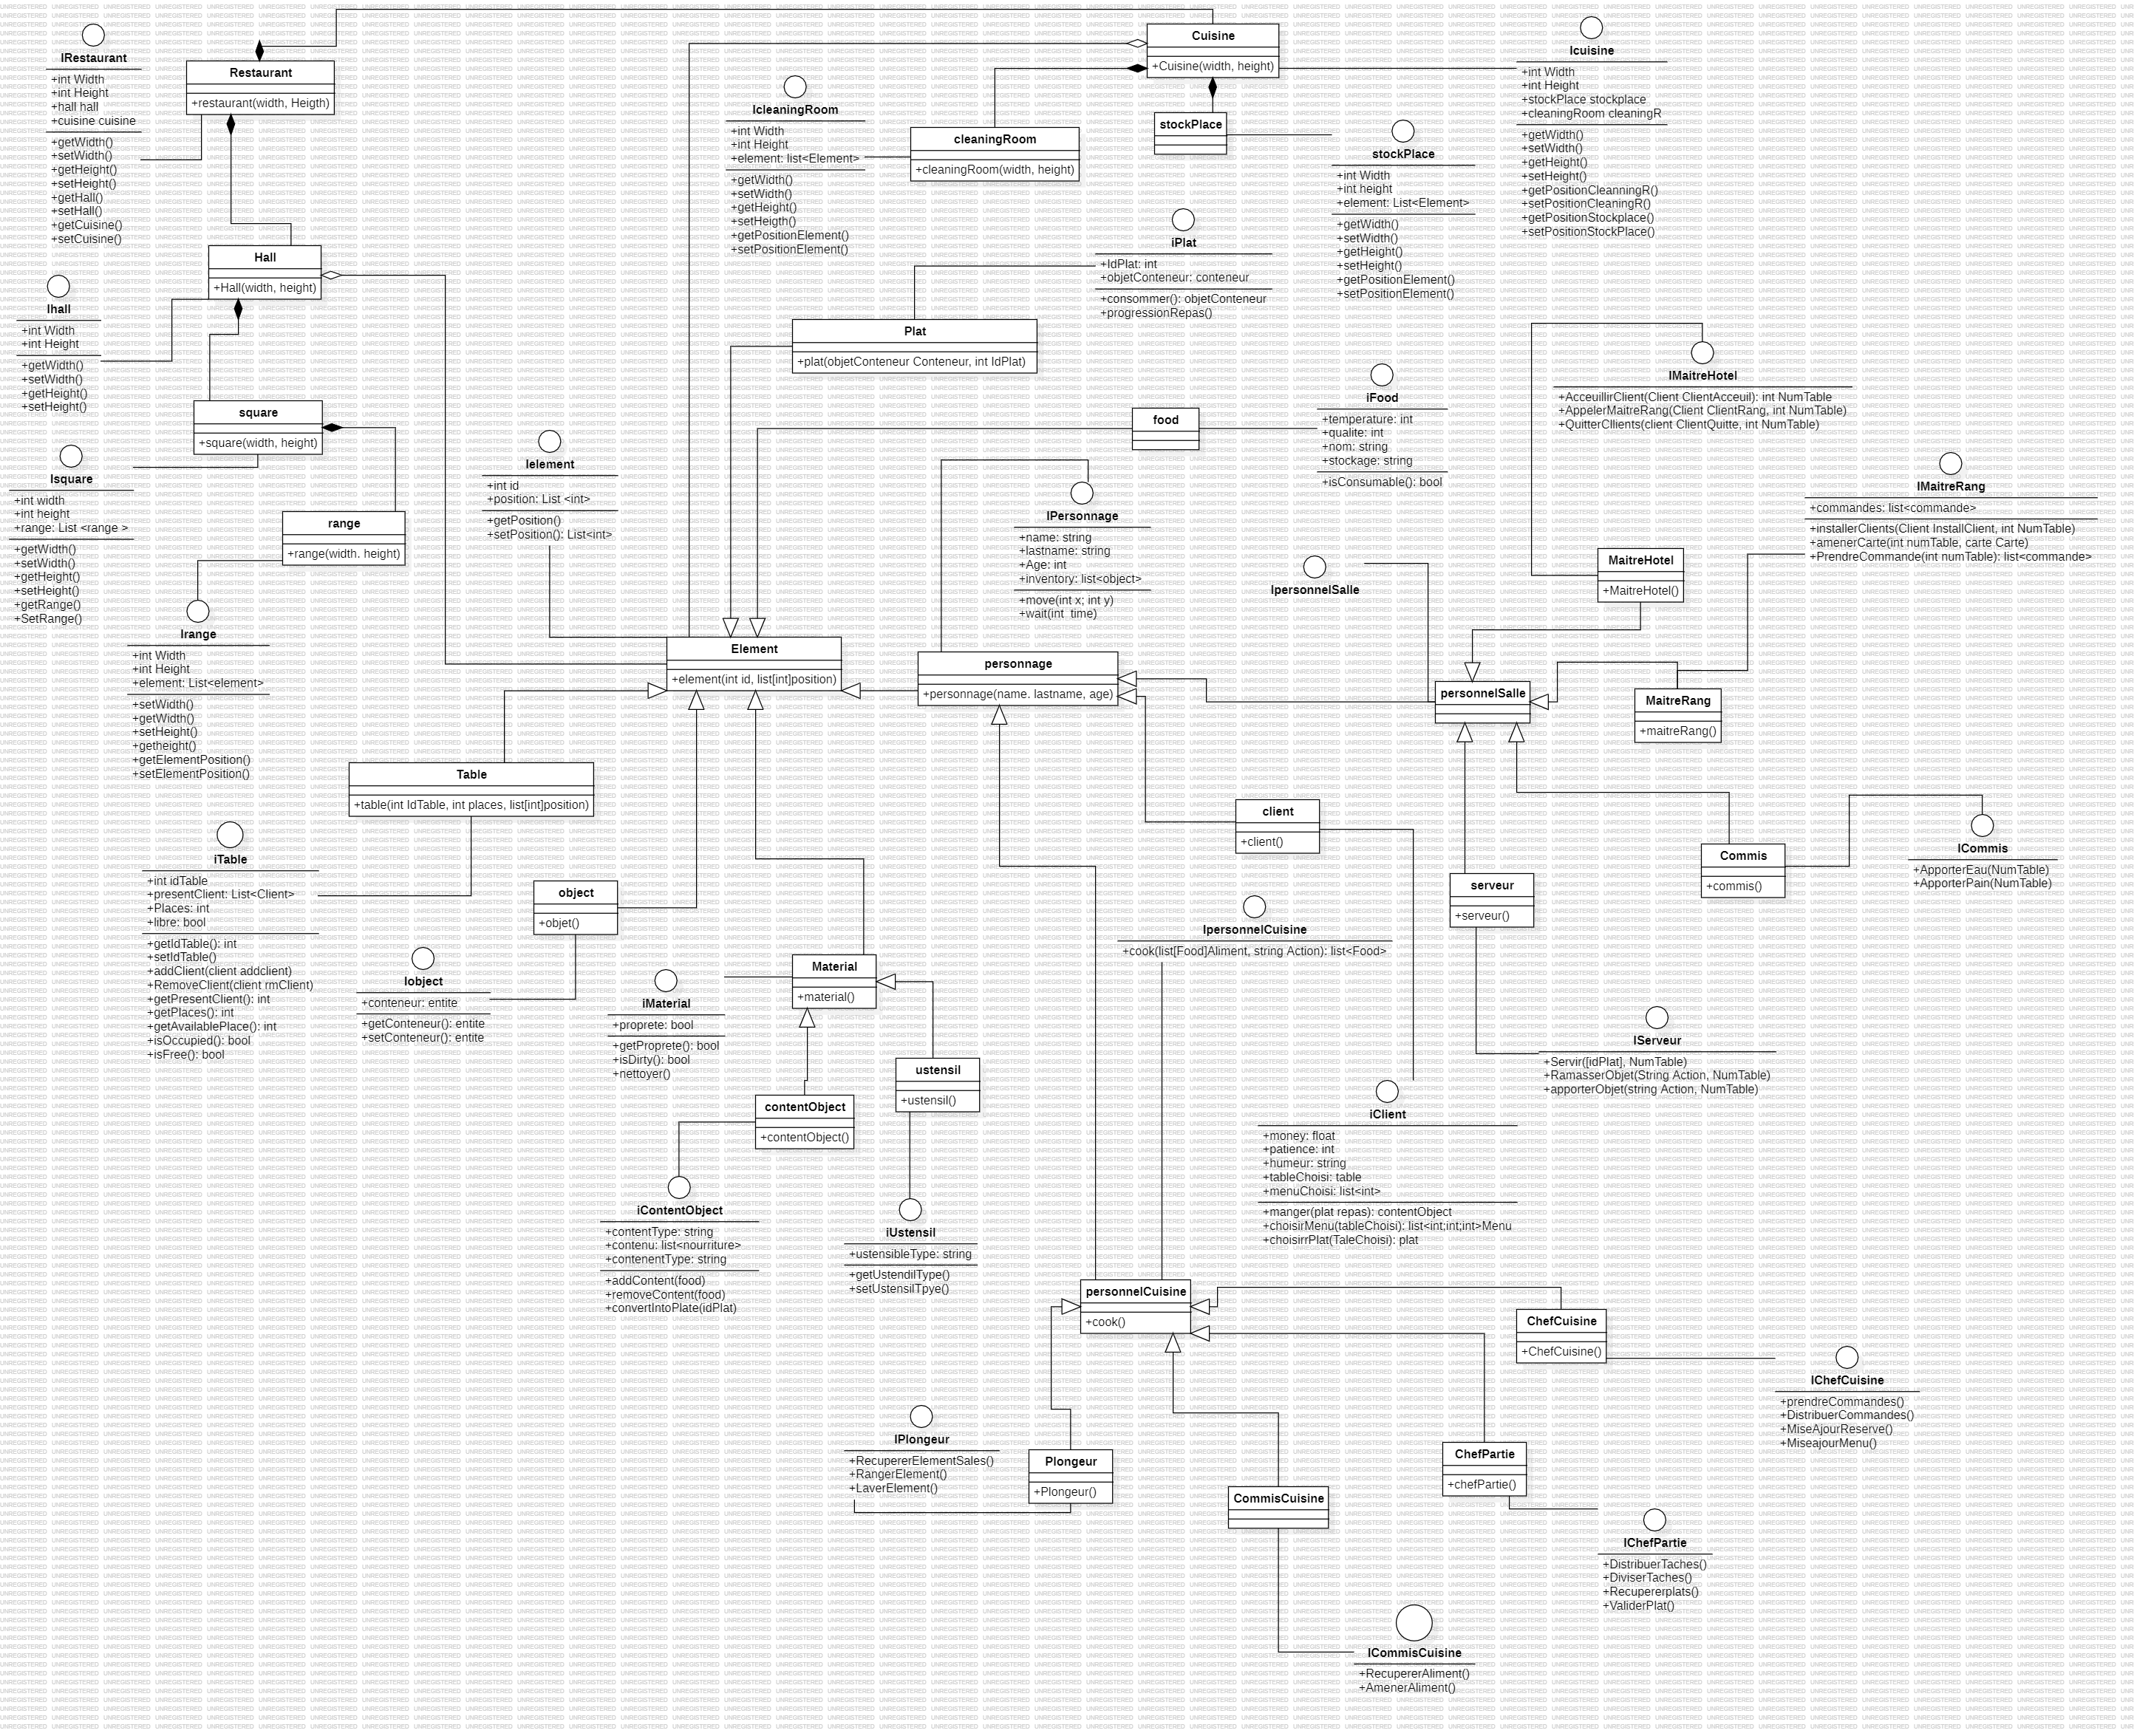 IRestaurant
+int Width
+int Height
+hall hall
+cuisine cuisine
+getWidth()
+setWidth()
+getHeight()
+setHeight()
+getHall()
+setHall()
+getCuisine()
+setCuisine()
Restaurant
+restaurant(width, Heigth)
Cuisine
+Cuisine(width, height)
Icuisine
+int Width
+int Height
+stockPlace stockplace
+cleaningRoom cleaningR
+getWidth()
+setWidth()
+getHeight()
+setHeight()
+getPositionCleanningR()
+setPositionCleaningR()
+getPositionStockplace()
+setPositionStockPlace()
IcleaningRoom
+int Width
+int Height
+element: list<Element>
+getWidth()
+setWidth()
+getHeight()
+setHeigth()
+getPositionElement()
+setPositionElement()
cleaningRoom
+cleaningRoom(width, height)
stockPlace
stockPlace
+int Width
+int height
+element: List<Element>
+getWidth()
+setWidth()
+getHeight()
+setHeight()
+getPositionElement()
+setPositionElement()
Hall
+Hall(width, height)
Ihall
+int Width
+int Height
+getWidth()
+setWidth()
+getHeight()
+setHeight()
iPlat
+IdPlat: int
+objetConteneur: conteneur
+consommer(): objetConteneur
+progressionRepas()
Plat
+plat(objetConteneur Conteneur, int IdPlat)
square
+square(width, height)
Isquare
+int width
+int height
+range: List <range >
+getWidth()
+setWidth()
+getHeight()
+setHeight()
+getRange()
+SetRange()
range
+range(width. height)
Irange
+int Width
+int Height
+element: List<element>
+setWidth()
+getWidth()
+setHeight()
+getheight()
+getElementPosition()
+setElementPosition()
Ielement
+int id
+position: List <int>
+getPosition()
+setPosition(): List<int>
food
iFood
+temperature: int
+qualite: int
+nom: string
+stockage: string
+isConsumable(): bool
IPersonnage
+name: string
+lastname: string
+Age: int
+inventory: list<object>
+move(int x; int y)
+wait(int  time)
IMaitreHotel
+AcceuillirClient(Client ClientAcceuil): int NumTable
+AppelerMaitreRang(Client ClientRang, int NumTable)
+QuitterCllients(client ClientQuitte, int NumTable)
IMaitreRang
+commandes: list<commande>
+installerClients(Client InstallClient, int NumTable)
+amenerCarte(int numTable, carte Carte)
+PrendreCommande(int numTable): list<commande>
MaitreHotel
+MaitreHotel()
IpersonnelSalle
Element
+element(int id, list[int]position)
personnage
+personnage(name. lastname, age)
personnelSalle
MaitreRang
+maitreRang()
Table
+table(int IdTable, int places, list[int]position)
client
+client()
iTable
+int idTable
+presentClient: List<Client>
+Places: int
+libre: bool
+getIdTable(): int
+setIdTable()
+addClient(client addclient)
+RemoveClient(client rmClient)
+getPresentClient(): int
+getPlaces(): int
+getAvailablePlace(): int
+isOccupied(): bool
+isFree(): bool
object
+objet()
Iobject
+conteneur: entite
+getConteneur(): entite
+setConteneur(): entite
serveur
+serveur()
Commis
+commis()
ICommis
+ApporterEau(NumTable)
+ApporterPain(NumTable)
IpersonnelCuisine
+cook(list[Food]Aliment, string Action): list<Food>
Material
+material()
iMaterial
+proprete: bool
+getProprete(): bool
+isDirty(): bool
+nettoyer()
ustensil
+ustensil()
contentObject
+contentObject()
IServeur
+Servir([idPlat], NumTable)
+RamasserObjet(String Action, NumTable)
+apporterObjet(string Action, NumTable)
iClient
+money: float
+patience: int
+humeur: string
+tableChoisi: table
+menuChoisi: list<int>
+manger(plat repas): contentObject
+choisirMenu(tableChoisi): list<int;int;int>Menu
+choisirrPlat(TaleChoisi): plat
iContentObject
+contentType: string
+contenu: list<nourriture>
+contenentType: string
+addContent(food)
+removeContent(food)
+convertIntoPlate(idPlat)
iUstensil
+ustensibleType: string
+getUstendilType()
+setUstensilTpye()
personnelCuisine
+cook()
ChefCuisine
+ChefCuisine()
IChefCuisine
+prendreCommandes()
+DistribuerCommandes()
+MiseAjourReserve()
+MiseajourMenu()
IPlongeur
+RecupererElementSales()
+RangerElement()
+LaverElement()
Plongeur
+Plongeur()
CommisCuisine
ChefPartie
+chefPartie()
IChefPartie
+DistribuerTaches()
+DiviserTaches()
+Recupererplats()
+ValiderPlat()
ICommisCuisine
+RecupererAliment()
+AmenerAliment()